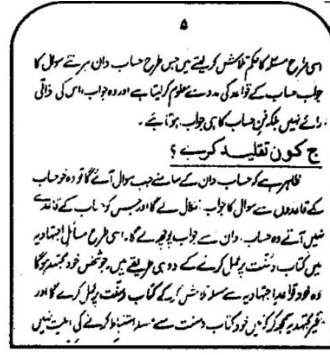 ۵
اسی طرح مسئلہ کا حکم تلاش کر لیتے ہیں جس طرح حساب دان ہر نئے سوال کا
جواب حساب کے قواعد کی مدد سے معلوم کر لیتا ہے اور وہ جواب، اس کی ذاتی
رائے نہیں بلکہ فن حساب کا ہی جواب ہوتا ہے۔
ج کون تقلید کرے ؟
ظاہر ہے کہ حساب دان کے سامنے جب سوال آئے گا تو وہ خود حساب
کے قاعدوں سے سوال کا جواب نکال لے گا اور جس کو حساب کے قاعدے
نہیں آتے وہ حساب دان سے جواب پوچھ لے گا۔ اسی طرح مسائل اجتہادیہ
میں کتاب و سُنّت پر عمل کرنے کے دو ہی طریقے ہیں۔ جو شخص خود مجتہد ہو گا
وہ خود قواعد اجتہادیہ سے مسئلہ تلاش کر کے کتاب و سنّت پر عمل کرے گا اور
غیر مجتہد یہ سمجھ کر کہ میں خود کتاب و سنت سے مسئلہ استنباط کرنے کی اہلیت نہیں